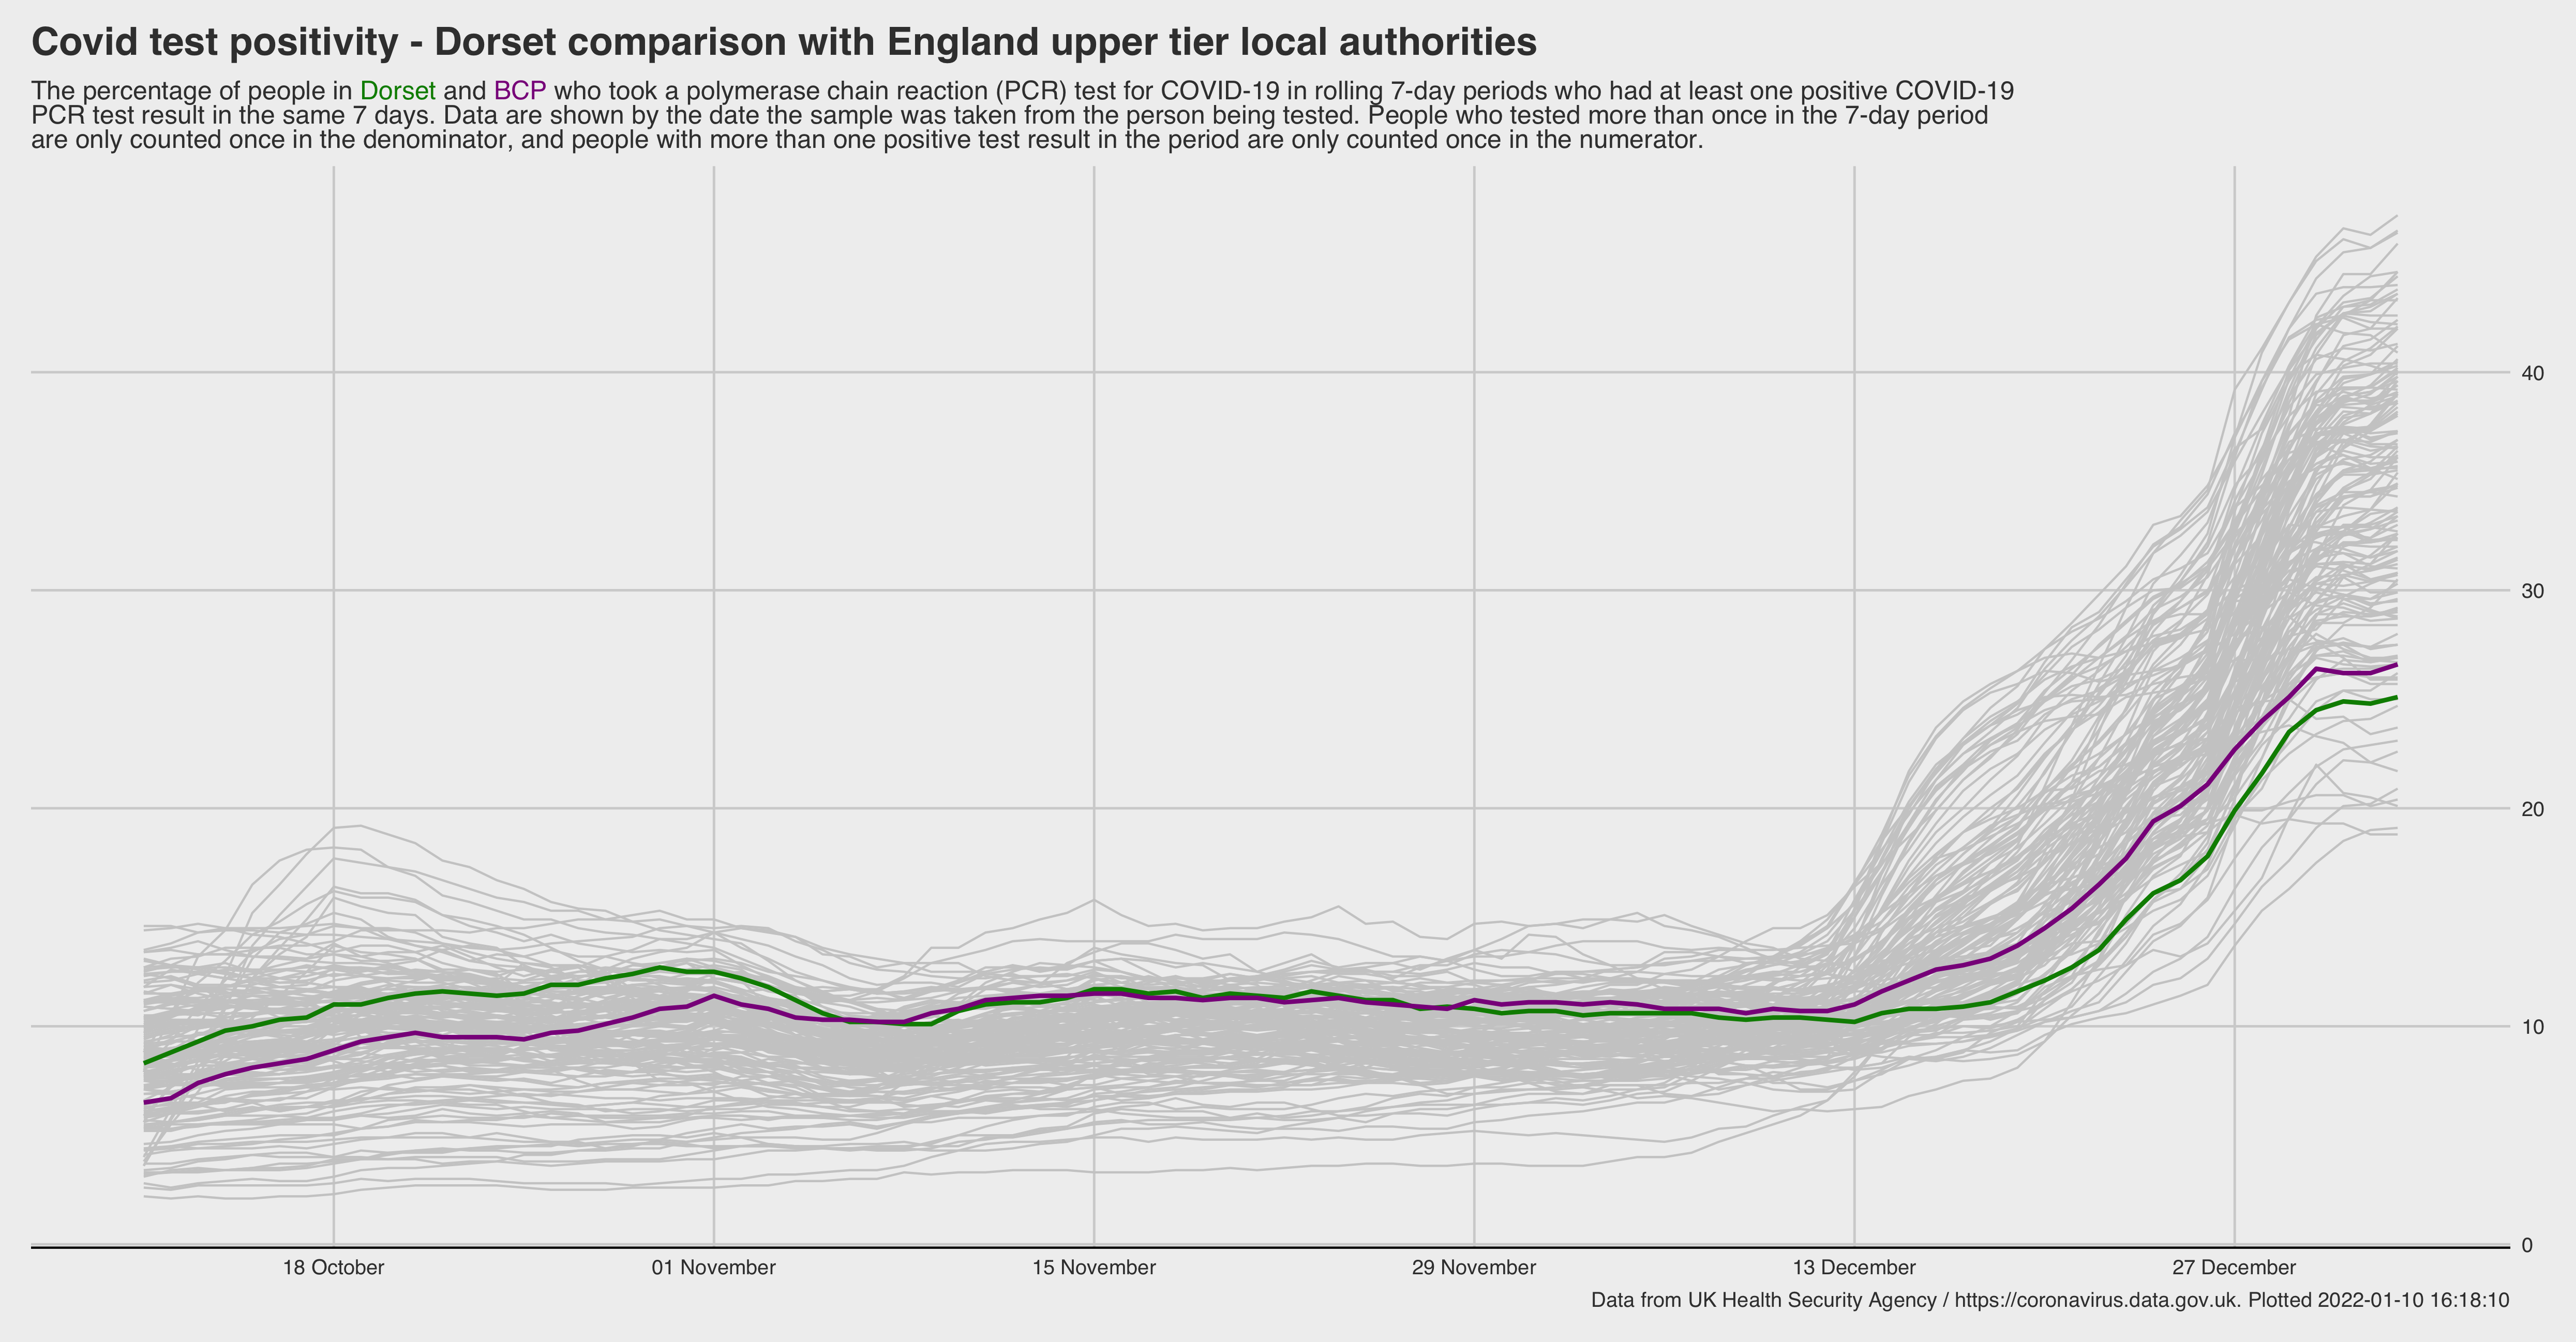 Covid test positivity - Dorset comparison with England upper tier local authorities
The percentage of people in Dorset and BCP who took a polymerase chain reaction (PCR) test for COVID-19 in rolling 7-day periods who had at least one positive COVID-19
PCR test result in the same 7 days. Data are shown by the date the sample was taken from the person being tested. People who tested more than once in the 7-day period
are only counted once in the denominator, and people with more than one positive test result in the period are only counted once in the numerator.
40
30
20
10
0
18 October
01 November
15 November
29 November
13 December
27 December
Data from UK Health Security Agency / https://coronavirus.data.gov.uk. Plotted 2022-01-10 16:18:10